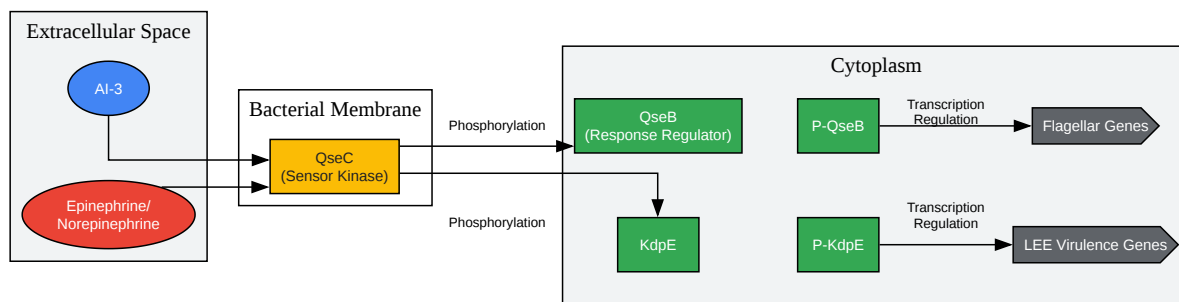 Extracellular Space
AI-3
Epinephrine/
Norepinephrine
Bacterial Membrane
QseC
(Sensor Kinase)
Phosphorylation
Phosphorylation
Cytoplasm
QseB
(Response Regulator)
KdpE
P-QseB
Transcription
Regulation
Flagellar Genes
P-KdpE
Transcription
Regulation
LEE Virulence Genes